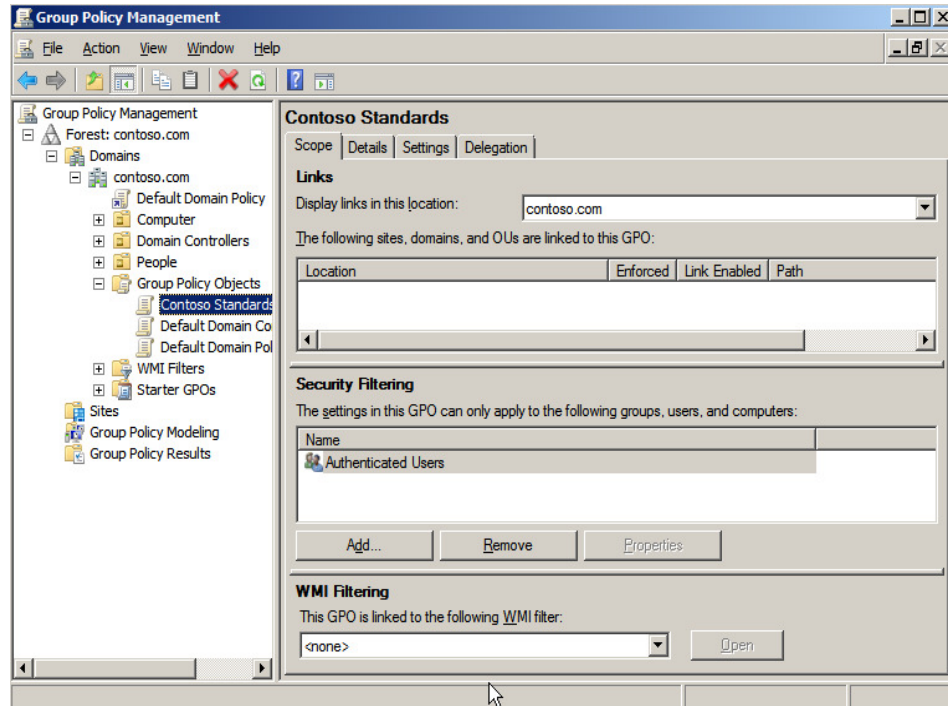 Group Policy Management
File Action View Window Help
Group Policy Management
Forest: contoso.com
Domains
contoso.com
Default Domain Policy
Computer
Domain Controllers
People
Group Policy Objects
Contoso Standards
Default Domain Co
Default Domain Pol
WMI Filters
Starter GPOs
Sites
Group Policy Modeling
Group Policy Results
Contoso Standards
Scope Details Settings Delegation
Links
Display links in this location: contoso.com
The following sites, domains, and OUs are linked to this GPO:
Location Enforced Link Enabled Path
Security Filtering
The settings in this GPO can only apply to the following groups, users, and computers:
Name
Authenticated Users
Add... Remove Properties
WMI Filtering
This GPO is linked to the following WMI filter:
<none> Open